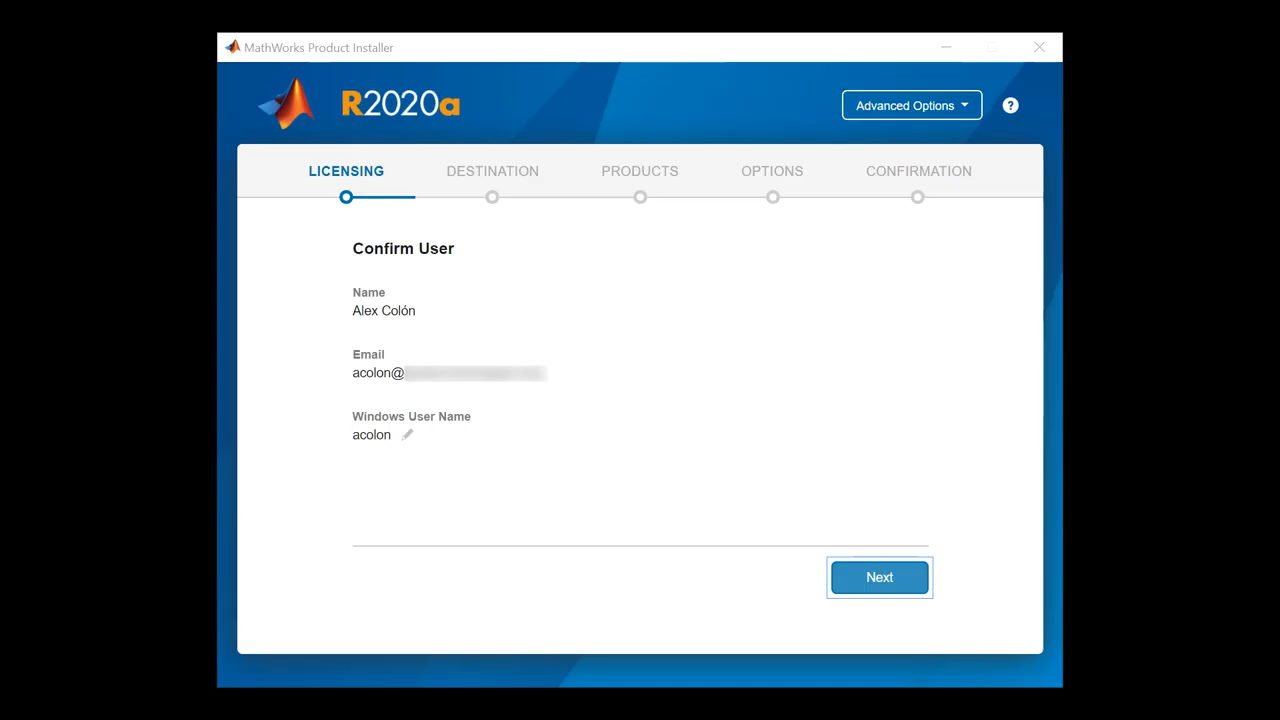 MathWorks Product Installer
R2020a
Advanced Options
?
LICENSING
DESTINATION
PRODUCTS
OPTIONS
CONFIRMATION
Confirm User
Name
Alex Colón
Email
acolon@
Windows User Name
acolon
Next